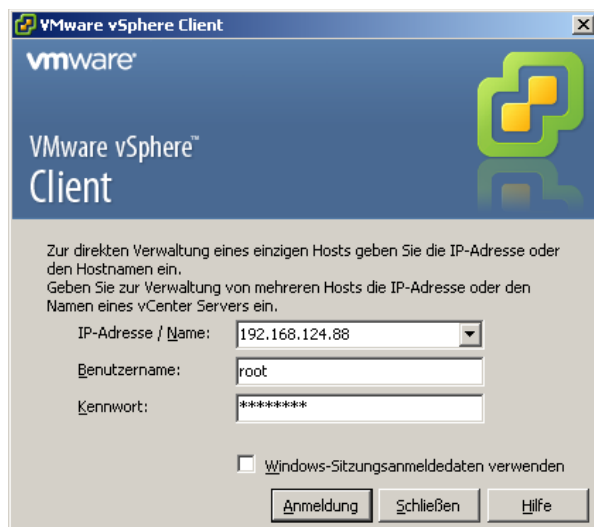 VMware vSphere Client
vmware®
VMware vSphere™
Client
Zur direkten Verwaltung eines einzigen Hosts geben Sie die IP-Adresse oder
den Hostnamen ein.
Geben Sie zur Verwaltung von mehreren Hosts die IP-Adresse oder den
Namen eines vCenter Servers ein.
IP-Adresse / Name: 192.168.124.88
Benutzername: root
Kennwort: ********
Windows-Sitzungsanmeldedaten verwenden
Anmeldung Schließen Hilfe